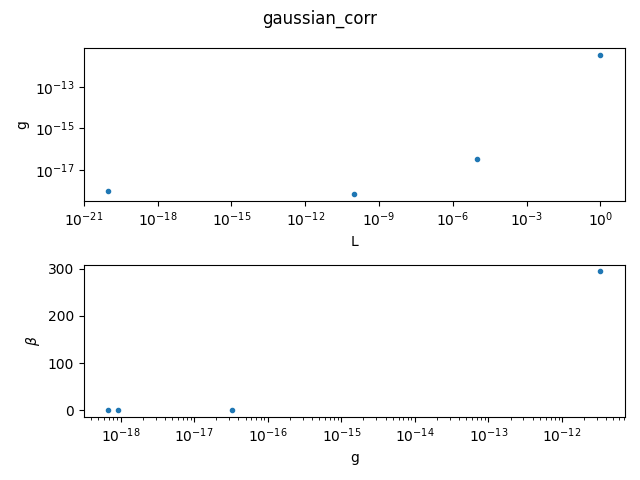 gaussian_corr
10⁻¹³
10⁻¹⁵
10⁻¹⁷
g
10⁻²¹ 10⁻¹⁸ 10⁻¹⁵ 10⁻¹² 10⁻⁹ 10⁻⁶ 10⁻³ 10⁰
L
300
200
100
0
β
10⁻¹⁸ 10⁻¹⁷ 10⁻¹⁶ 10⁻¹⁵ 10⁻¹⁴ 10⁻¹³ 10⁻¹²
g